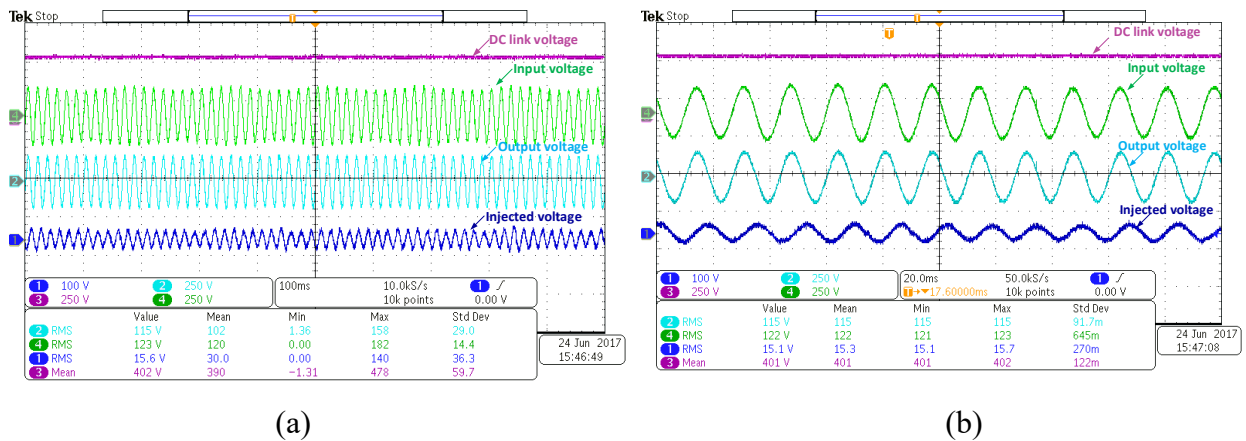 Tek Stop
T
DC link voltage
Input voltage
4
Output voltage
2
Injected voltage
1
1 100 V 2 250 V
3 250 V 4 250 V
100ms 10.0kS/s 1
10k points 0.00 V
Value Mean Min Max Std Dev
2 RMS 115 V 102 1.36 158 29.0
4 RMS 123 V 120 0.00 182 14.4
1 RMS 15.6 V 30.0 0.00 140 36.3
3 Mean 402 V 390 −1.31 478 59.7
24 Jun 2017
15:46:49
(a)
Tek Stop
T
T
DC link voltage
Input voltage
4
Output voltage
2
Injected voltage
1
1 100 V 2 250 V
3 250 V 4 250 V
20.0ms 50.0kS/s 1
T→▼17.60000ms 10k points 0.00 V
Value Mean Min Max Std Dev
2 RMS 115 V 115 115 115 91.7m
4 RMS 122 V 122 121 123 645m
1 RMS 15.1 V 15.3 15.1 15.7 270m
3 Mean 401 V 401 401 402 122m
24 Jun 2017
15:47:08
(b)